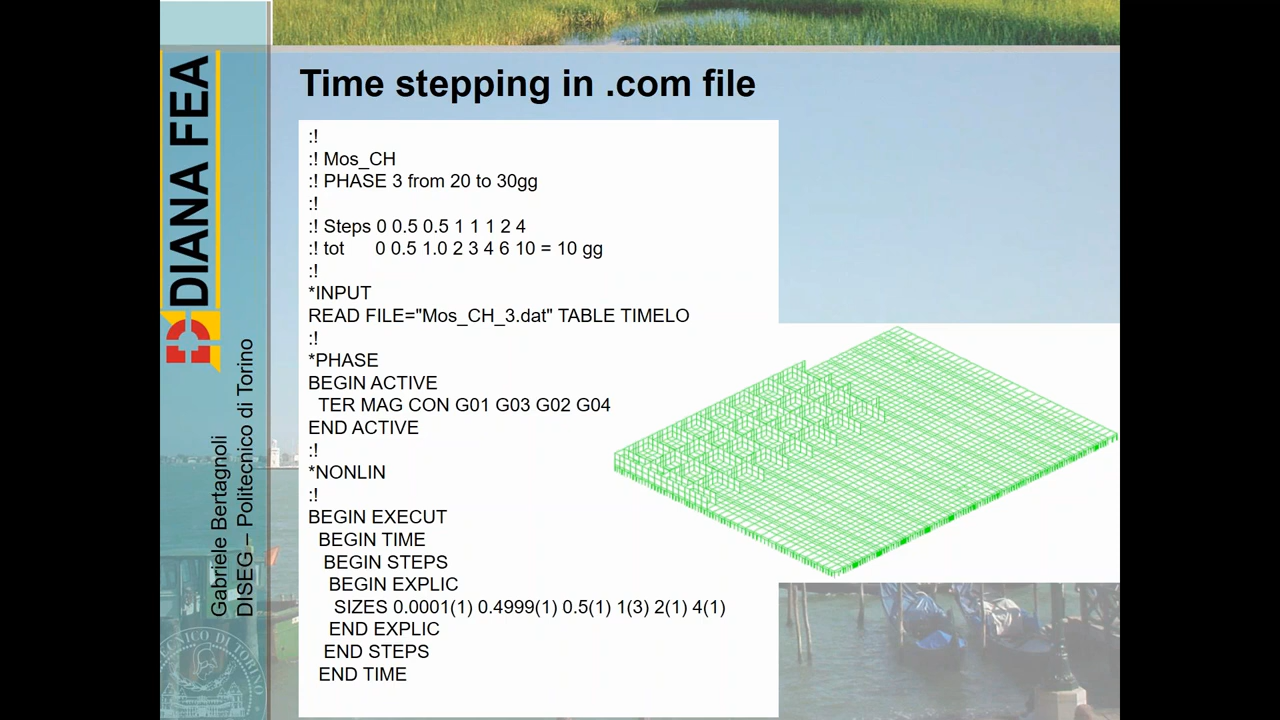 Time stepping in .com file
:!
:! Mos_CH
:! PHASE 3 from 20 to 30gg
:!
:! Steps 0 0.5 0.5 1 1 1 2 4
:! tot 0 0.5 1.0 2 3 4 6 10 = 10 gg
:!
*INPUT
READ FILE="Mos_CH_3.dat" TABLE TIMELO
:!
*PHASE
BEGIN ACTIVE
TER MAG CON G01 G03 G02 G04
END ACTIVE
:!
*NONLIN
:!
BEGIN EXECUT
BEGIN TIME
BEGIN STEPS
BEGIN EXPLIC
SIZES 0.0001(1) 0.4999(1) 0.5(1) 1(3) 2(1) 4(1)
END EXPLIC
END STEPS
END TIME
DIANA FEA
Gabriele Bertagnoli
DISEG – Politecnico di Torino